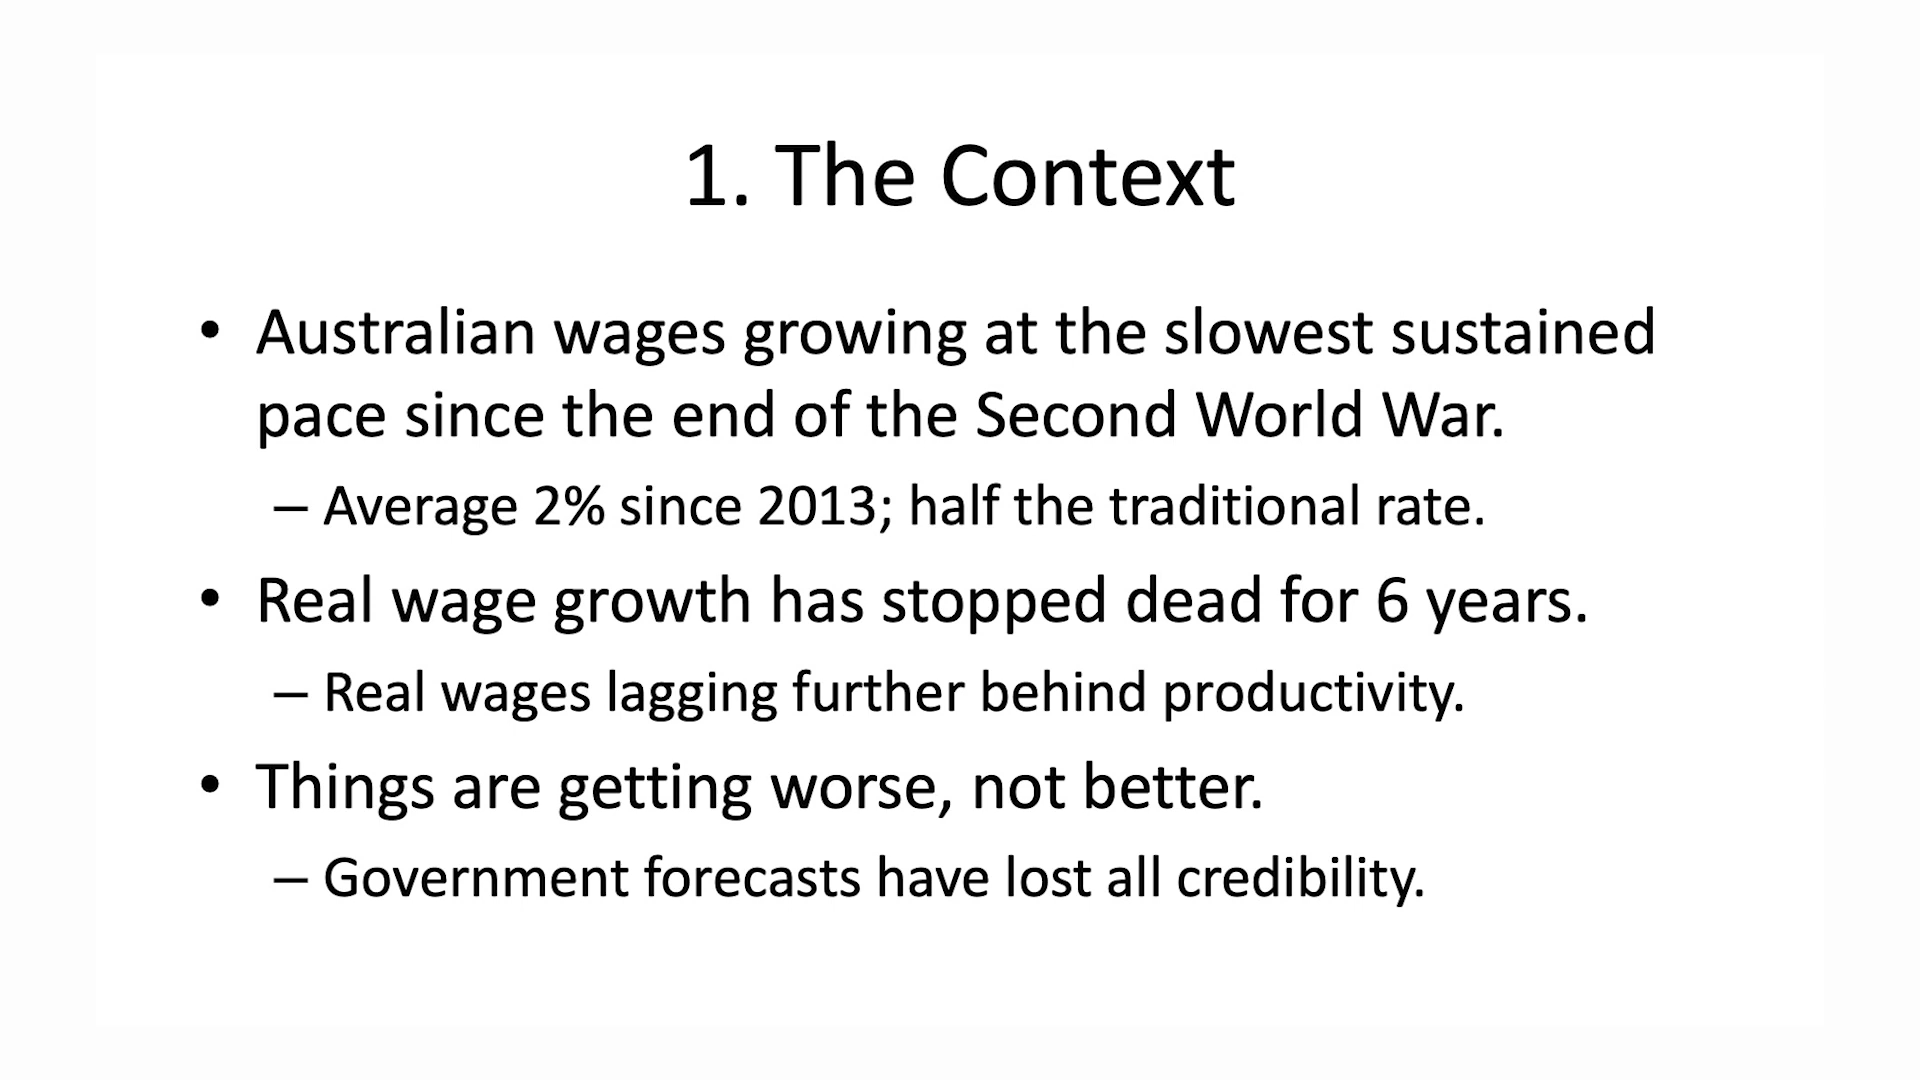 1. The Context
• Australian wages growing at the slowest sustained
pace since the end of the Second World War.
– Average 2% since 2013; half the traditional rate.
• Real wage growth has stopped dead for 6 years.
– Real wages lagging further behind productivity.
• Things are getting worse, not better.
– Government forecasts have lost all credibility.